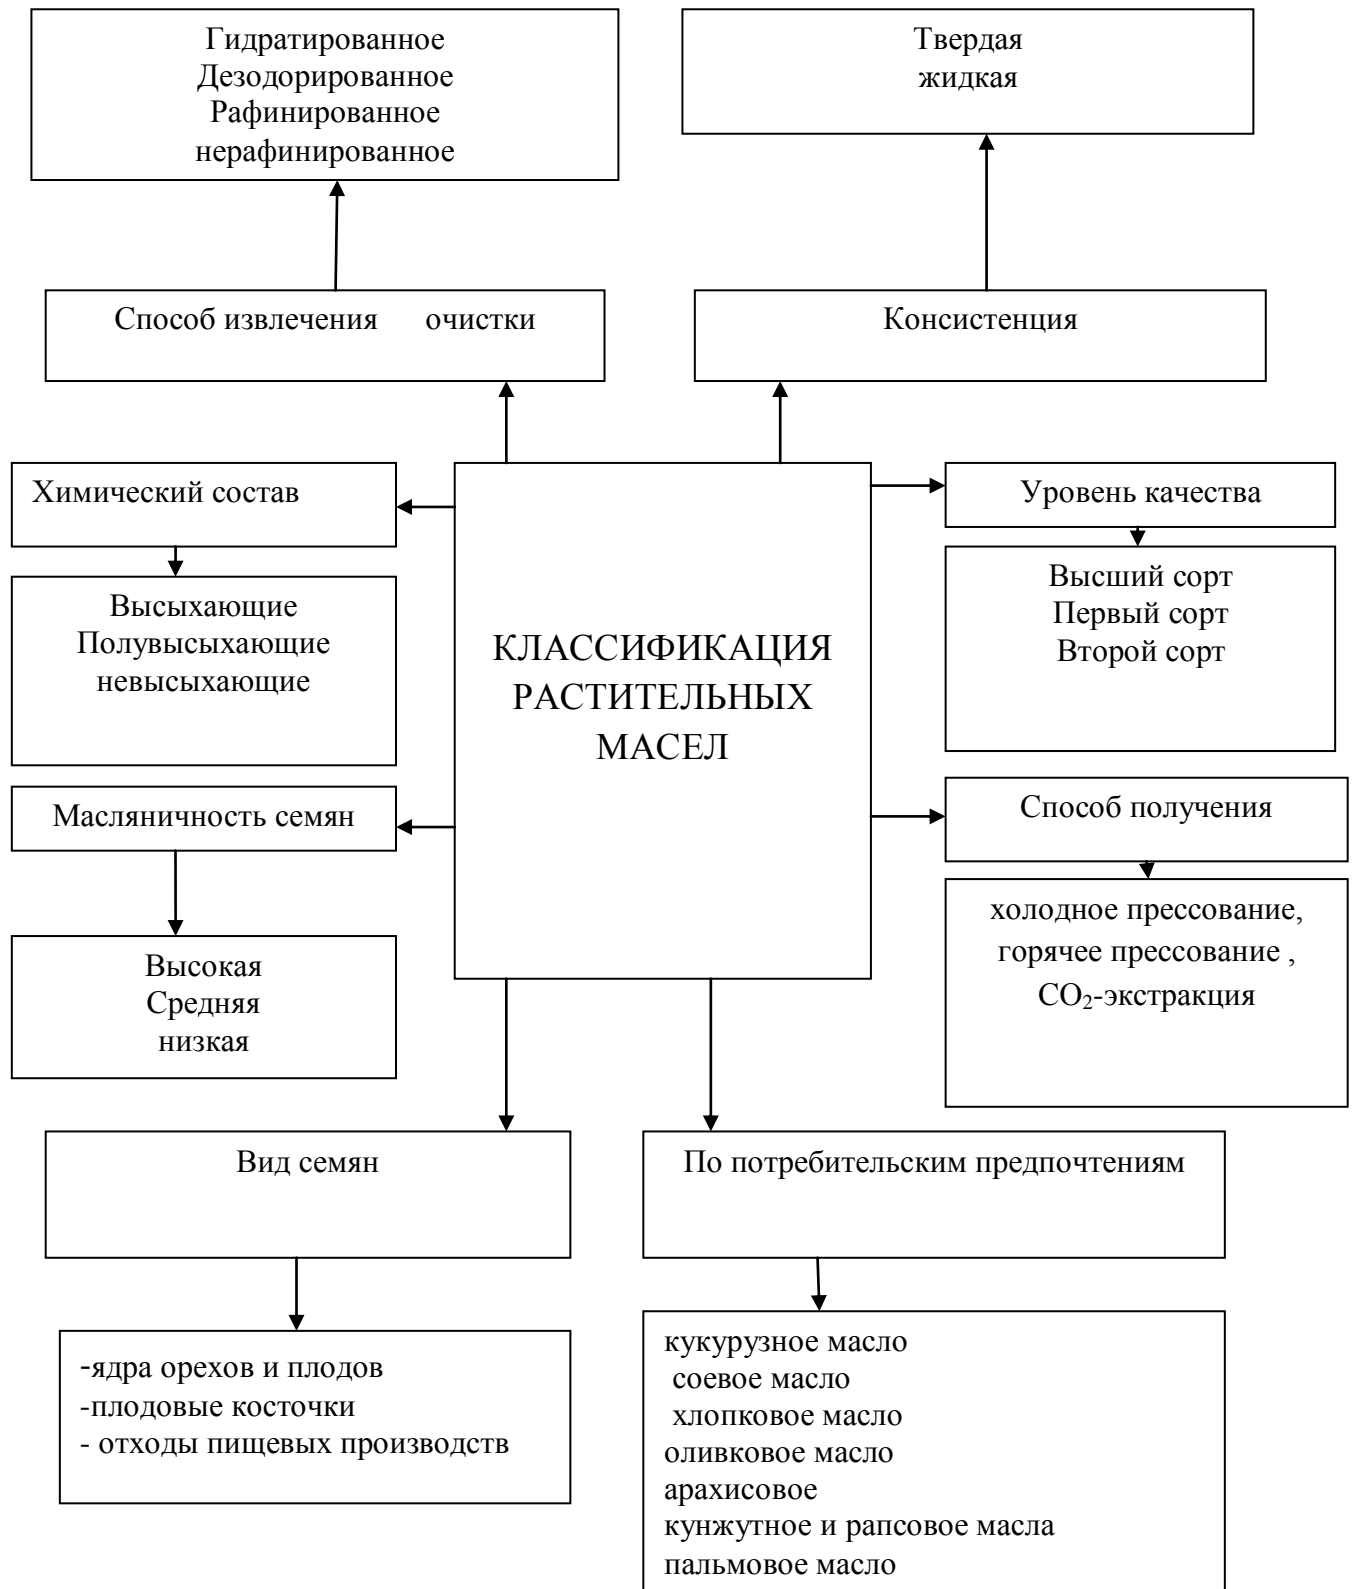 Гидратированное
Дезодорированное
Рафинированное
нерафинированное
Твердая
жидкая
Способ извлечения очистки
Консистенция
Химический состав
Уровень качества
Высыхающие
Полувысыхающие
невысыхающие
КЛАССИФИКАЦИЯ
РАСТИТЕЛЬНЫХ
МАСЕЛ
Высший сорт
Первый сорт
Второй сорт
Масляничность семян
Способ получения
Высокая
Средняя
низкая
холодное прессование,
горячее прессование ,
СО₂-экстракция
Вид семян
По потребительским предпочтениям
-ядра орехов и плодов
-плодовые косточки
- отходы пищевых производств
кукурузное масло
соевое масло
хлопковое масло
оливковое масло
арахисовое
кунжутное и рапсовое масла
пальмовое масло